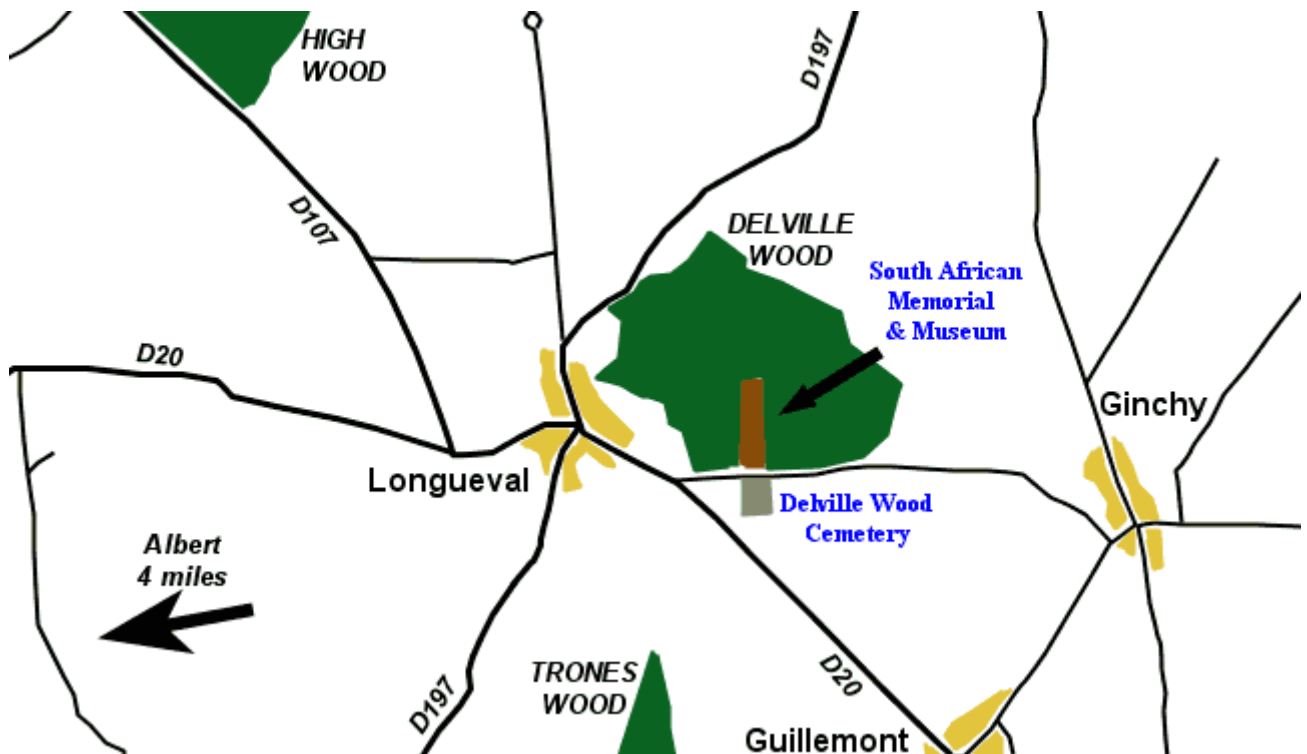 HIGH
WOOD
D197
D107
DELVILLE
WOOD
South African
Memorial
& Museum
D20
Ginchy
Longueval
Delville Wood
Cemetery
Albert
4 miles
TRONES
WOOD
D20
D197
Guillemont